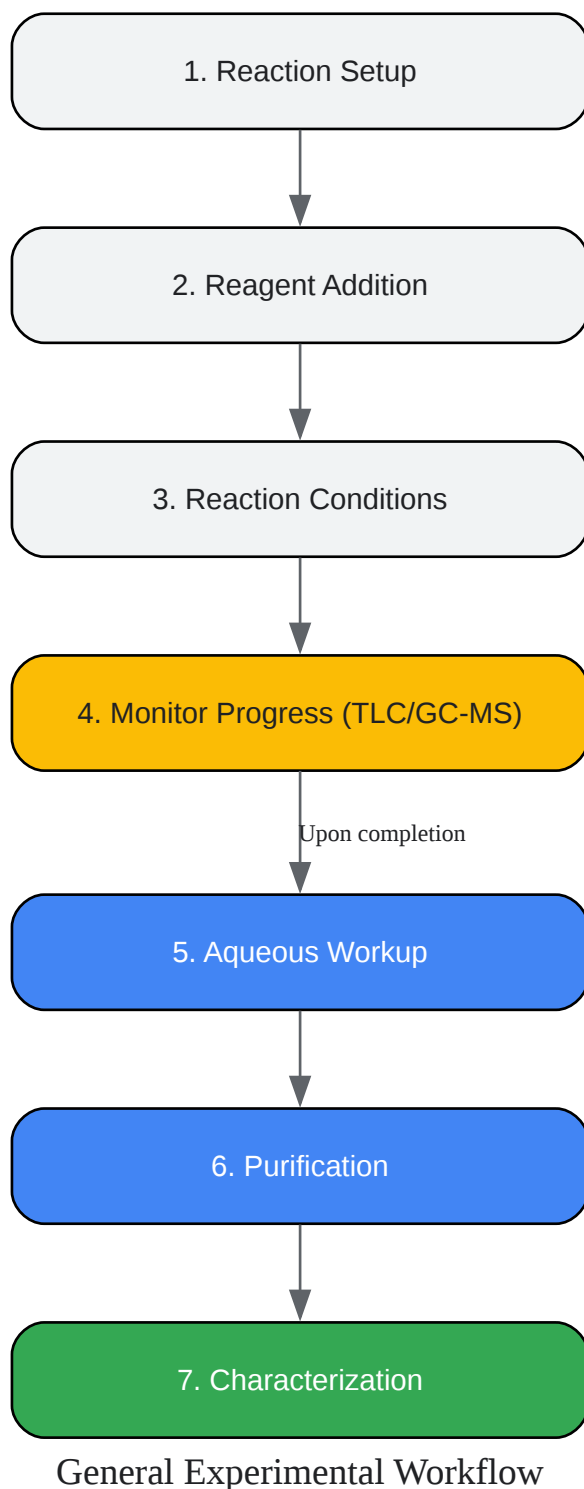 1. Reaction Setup
2. Reagent Addition
3. Reaction Conditions
4. Monitor Progress (TLC/GC-MS)
Upon completion
5. Aqueous Workup
6. Purification
7. Characterization
General Experimental Workflow